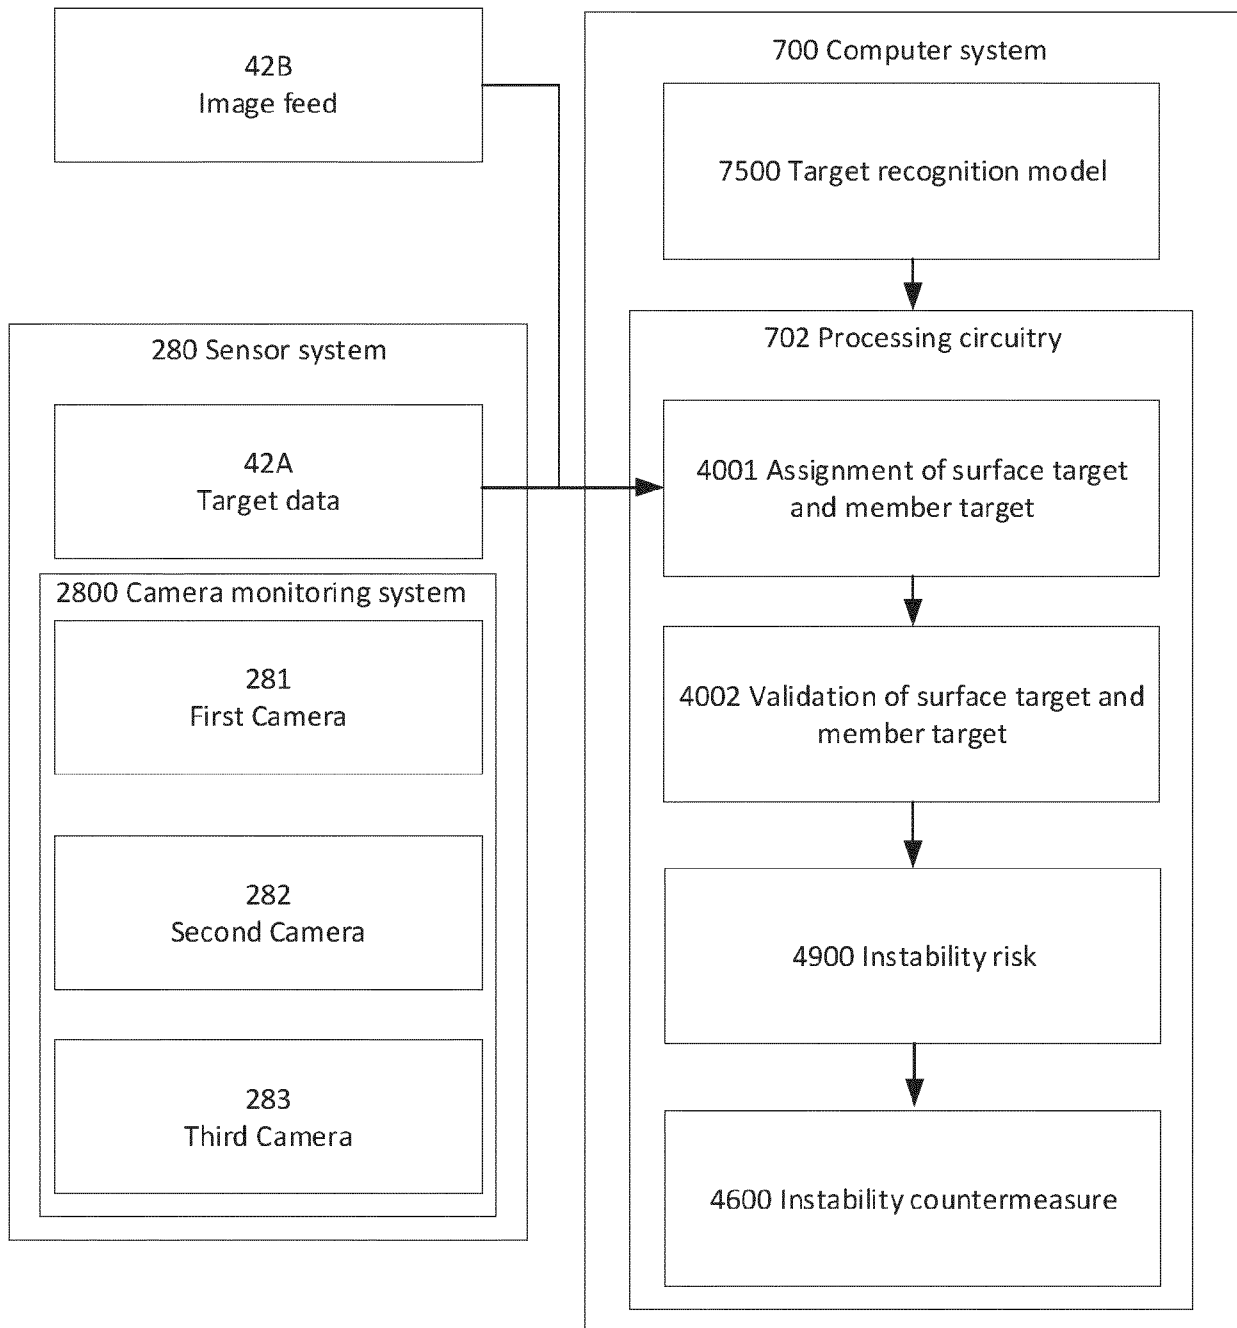 42B
Image feed
700 Computer system
7500 Target recognition model
280 Sensor system
702 Processing circuitry
42A
Target data
4001 Assignment of surface target
and member target
2800 Camera monitoring system
281
First Camera
4002 Validation of surface target and
member target
282
Second Camera
4900 Instability risk
283
Third Camera
4600 Instability countermeasure